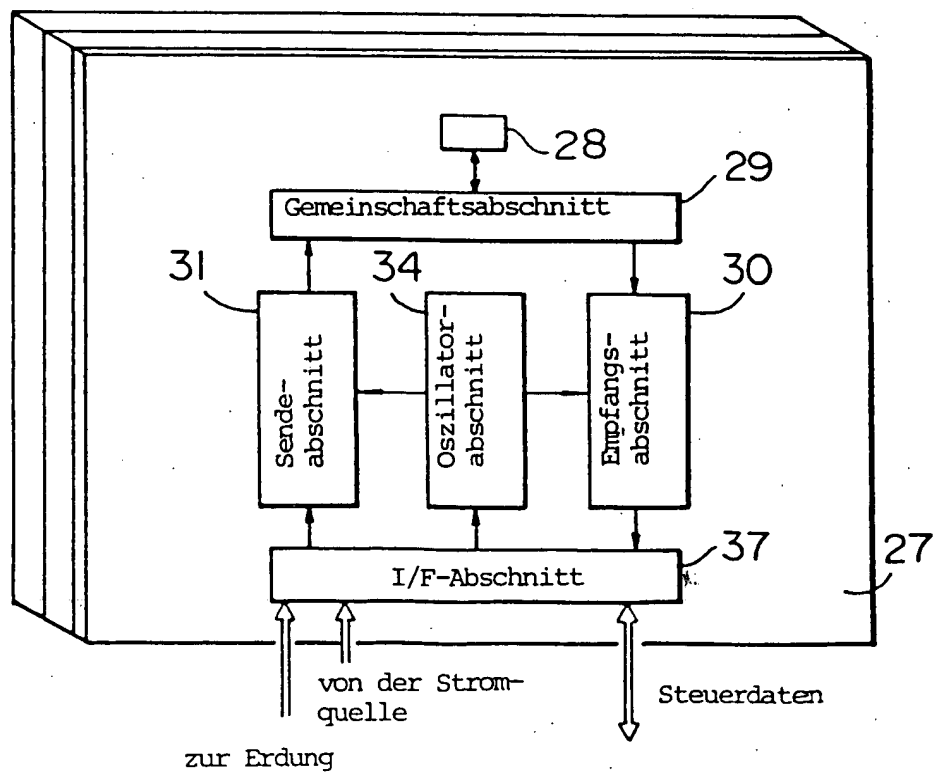 28
29
Gemeinschaftsabschnitt
31
34
30
Sende-
abschnitt
Oszillator-
abschnitt
Empfangs-
abschnitt
37
I/F-Abschnitt
27
von der Strom-
quelle
Steuerdaten
zur Erdung